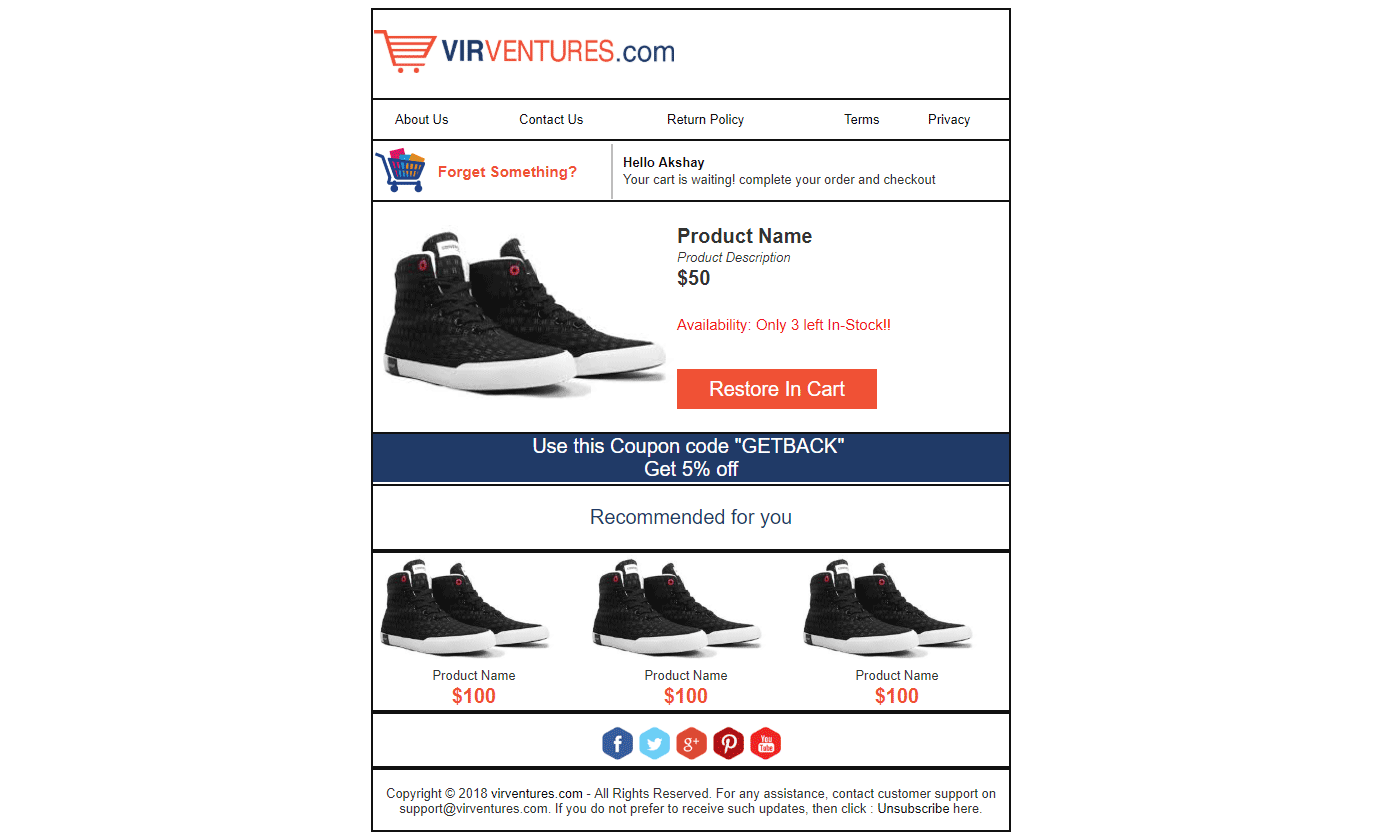 VIRVENTURES.com
About Us Contact Us Return Policy Terms Privacy
Forget Something?
Hello Akshay
Your cart is waiting! complete your order and checkout
Product Name
Product Description
$50
Availability: Only 3 left In-Stock!!
Restore In Cart
Use this Coupon code "GETBACK"
Get 5% off
Recommended for you
Product Name Product Name Product Name
$100 $100 $100
f g+ You Tube
Copyright © 2018 virventures.com - All Rights Reserved. For any assistance, contact customer support on
support@virventures.com. If you do not prefer to receive such updates, then click : Unsubscribe here.